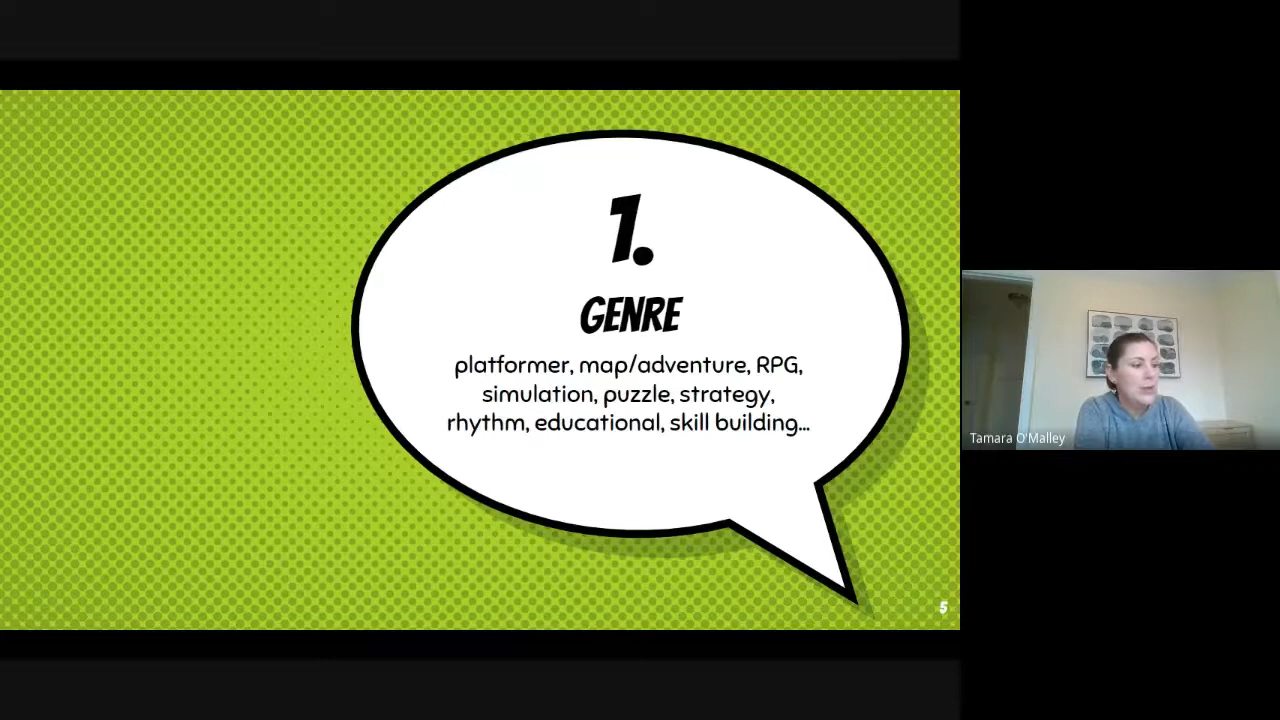 1.
GENRE
platformer, map/adventure, RPG,
simulation, puzzle, strategy,
rhythm, educational, skill building...
5
Tamara O'Malley